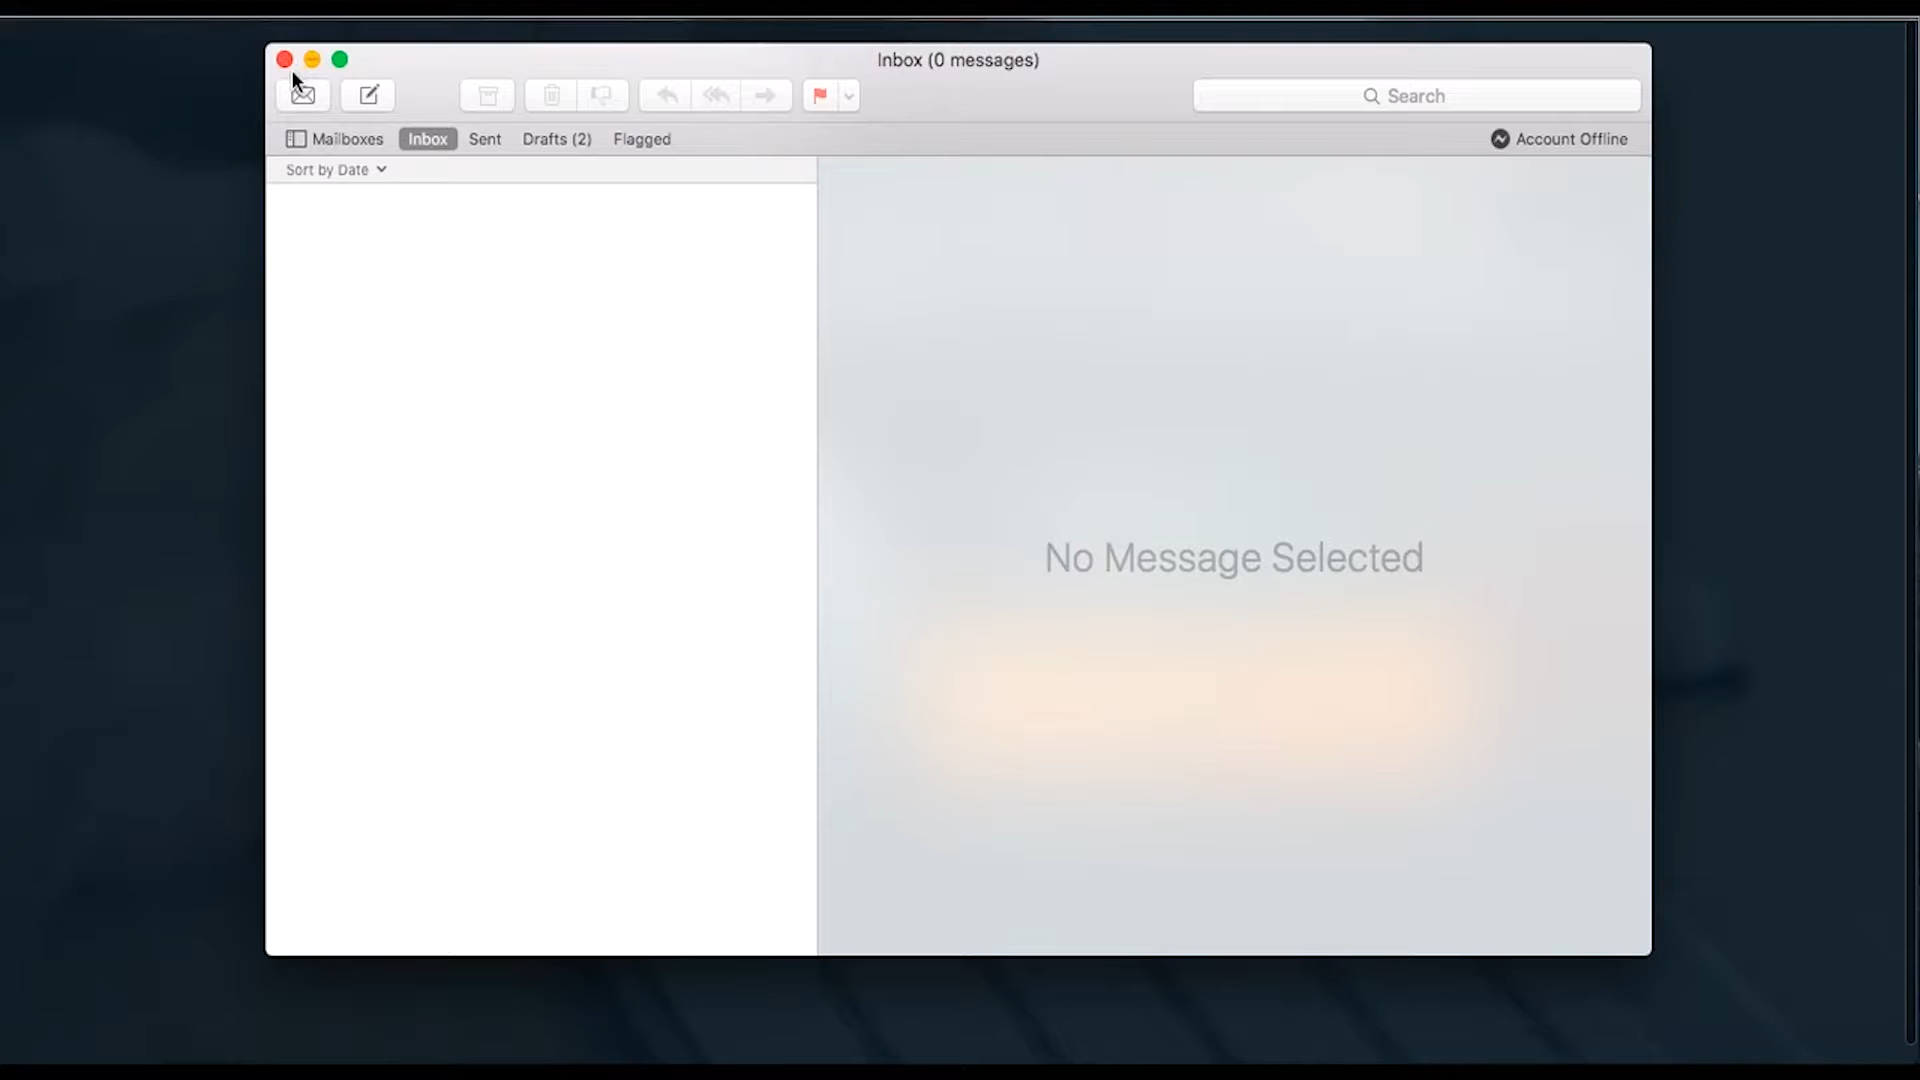 Inbox (0 messages)
Search
Mailboxes Inbox Sent Drafts (2) Flagged Account Offline
Sort by Date
No Message Selected